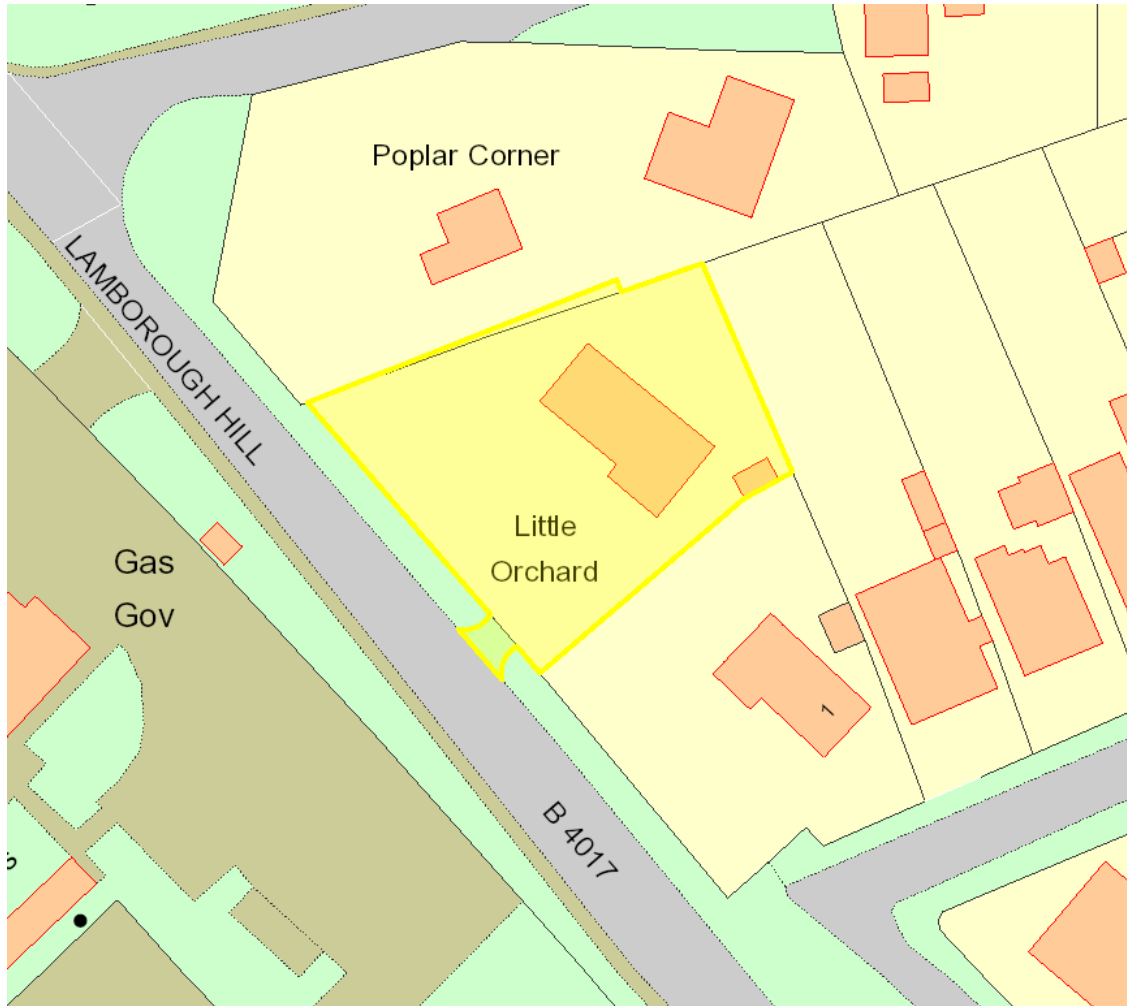 Poplar Corner
LAMBOROUGH HILL
Little
Orchard
Gas
Gov
1
B 4017